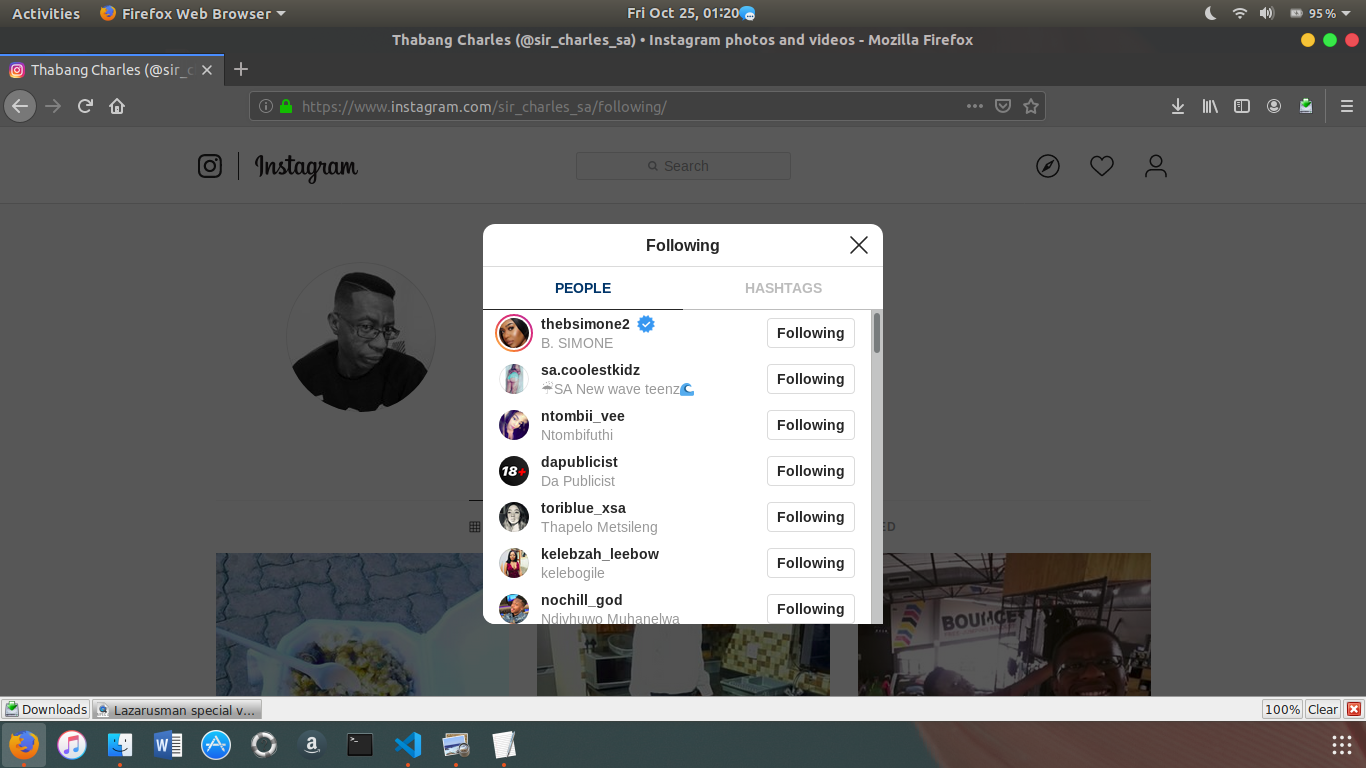 Activities Firefox Web Browser Fri Oct 25, 01:20 95%
Thabang Charles (@sir_charles_sa) • Instagram photos and videos - Mozilla Firefox
Thabang Charles (@sir_c
https://www.instagram.com/sir_charles_sa/following/
Instagram Search
Following
PEOPLE HASHTAGS
thebsimone2 Following
B. SIMONE
sa.coolestkidz Following
☔SA New wave teenz🌊
ntombii_vee Following
Ntombifuthi
18+ dapublicist Following
Da Publicist
toriblue_xsa Following
Thapelo Metsileng
kelebzah_leebow Following
kelebogile
nochill_god Following
Ndivhuwo Muhanelwa
ED
BOUNCE
Downloads Lazarusman special v... 100% Clear